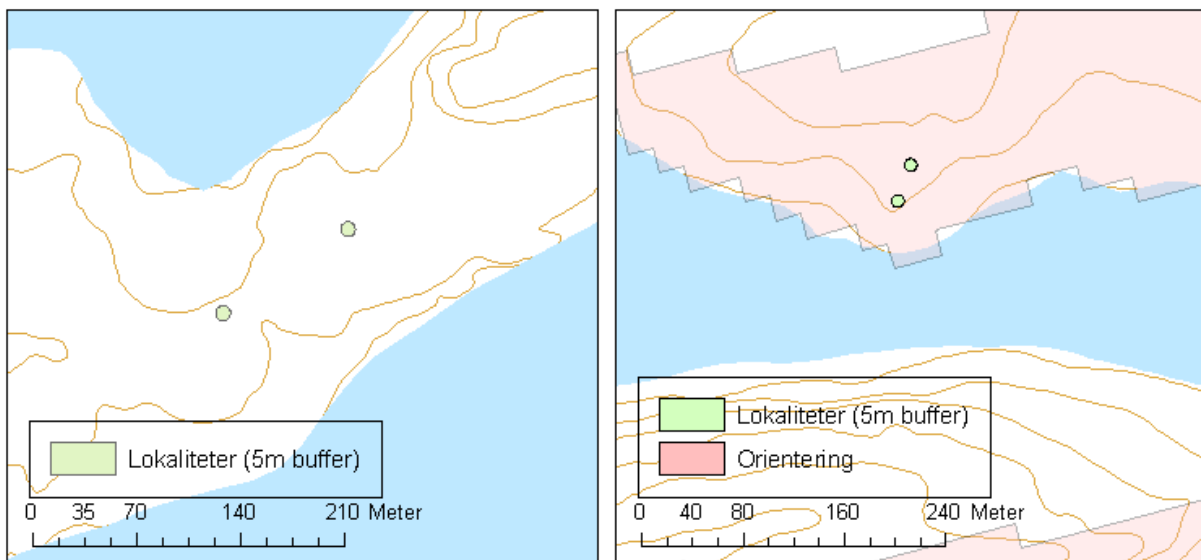 Lokaliteter (5m buffer)
0 35 70 140 210 Meter
Lokaliteter (5m buffer)
Orientering
0 40 80 160 240 Meter